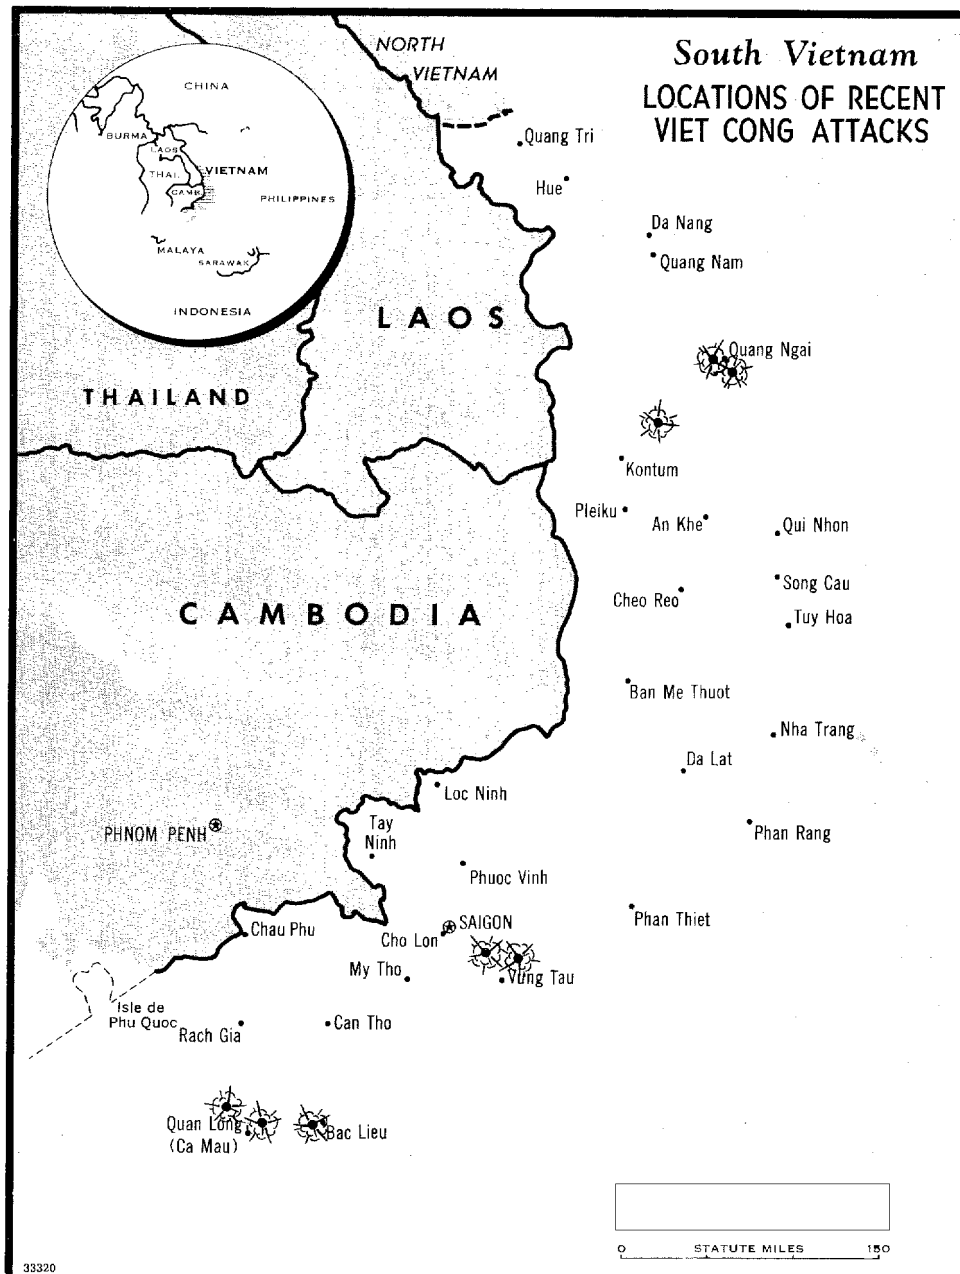 South Vietnam
LOCATIONS OF RECENT
VIET CONG ATTACKS
NORTH
VIETNAM
CHINA
BURMA
LAOS
THAI.
VIETNAM
CAMB.
PHILIPPINES
MALAYA
SARAWAK
INDONESIA
Quang Tri
Hue
Da Nang
Quang Nam
LAOS
Quang Ngai
THAILAND
Kontum
Pleiku
An Khe
Qui Nhon
Song Cau
Cheo Reo
CAMBODIA
Tuy Hoa
Ban Me Thuot
Nha Trang
Da Lat
Loc Ninh
Tay
Ninh
PHNOM PENH
Phan Rang
Phuoc Vinh
Phan Thiet
SAIGON
Chau Phu
Cho Lon
My Tho
Vung Tau
Isle de
Phu Quoc
Rach Gia
Can Tho
Quan Long
(Ca Mau)
Bac Lieu
0 STATUTE MILES 150
33320